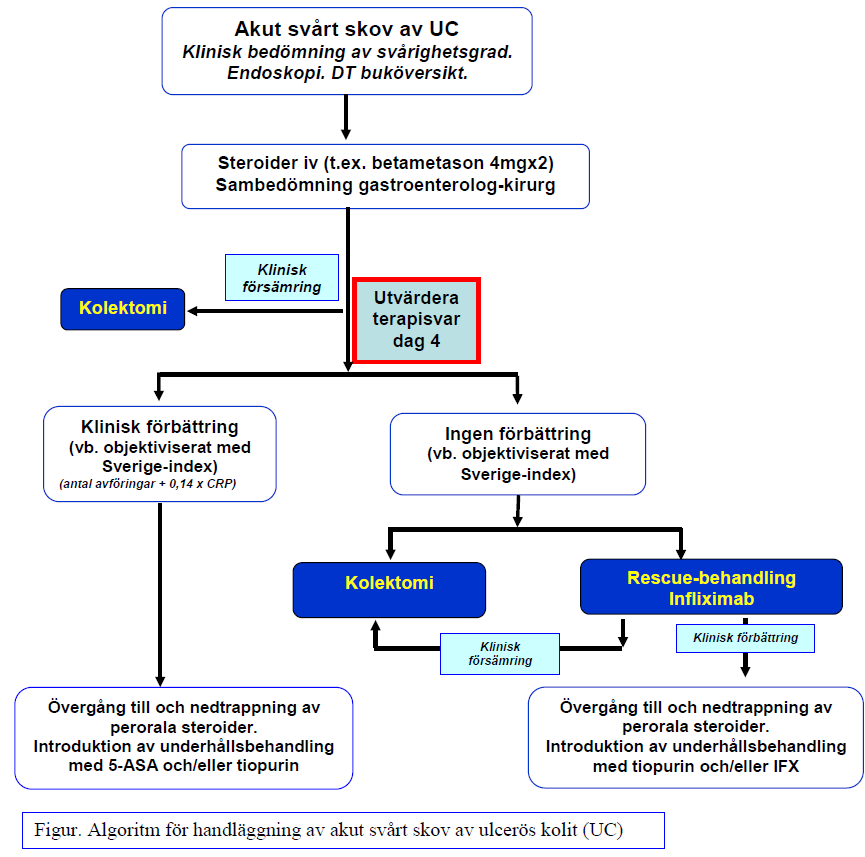 Akut svårt skov av UC
Klinisk bedömning av svårighetsgrad.
Endoskopi. DT buköversikt.
Steroider iv (t.ex. betametason 4mgx2)
Sambedömning gastroenterolog-kirurg
Klinisk
försämring
Kolektomi
Utvärdera
terapisvar
dag 4
Klinisk förbättring
(vb. objektiviserat med
Sverige-index)
(antal avföringar + 0,14 x CRP)
Ingen förbättring
(vb. objektiviserat med
Sverige-index)
Kolektomi
Rescue-behandling
Infliximab
Klinisk
försämring
Klinisk förbättring
Övergång till och nedtrappning av
perorala steroider.
Introduktion av underhållsbehandling
med 5-ASA och/eller tiopurin
Övergång till och nedtrappning av
perorala steroider.
Introduktion av underhållsbehandling
med tiopurin och/eller IFX
Figur. Algoritm för handläggning av akut svårt skov av ulcerös kolit (UC)